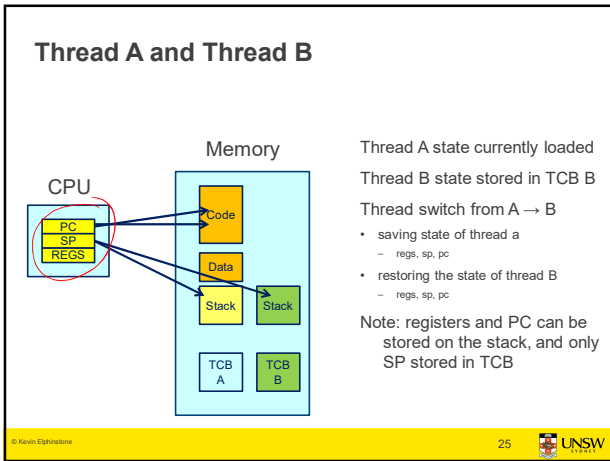 Thread A and Thread B
Memory
CPU
PC
SP
REGS
Code
Data
Stack
Stack
TCB
A
TCB
B
Thread A state currently loaded
Thread B state stored in TCB B
Thread switch from A → B
• saving state of thread a
– regs, sp, pc
• restoring the state of thread B
– regs, sp, pc
Note: registers and PC can be
stored on the stack, and only
SP stored in TCB
© Kevin Elphinstone
25
UNSW
SYDNEY